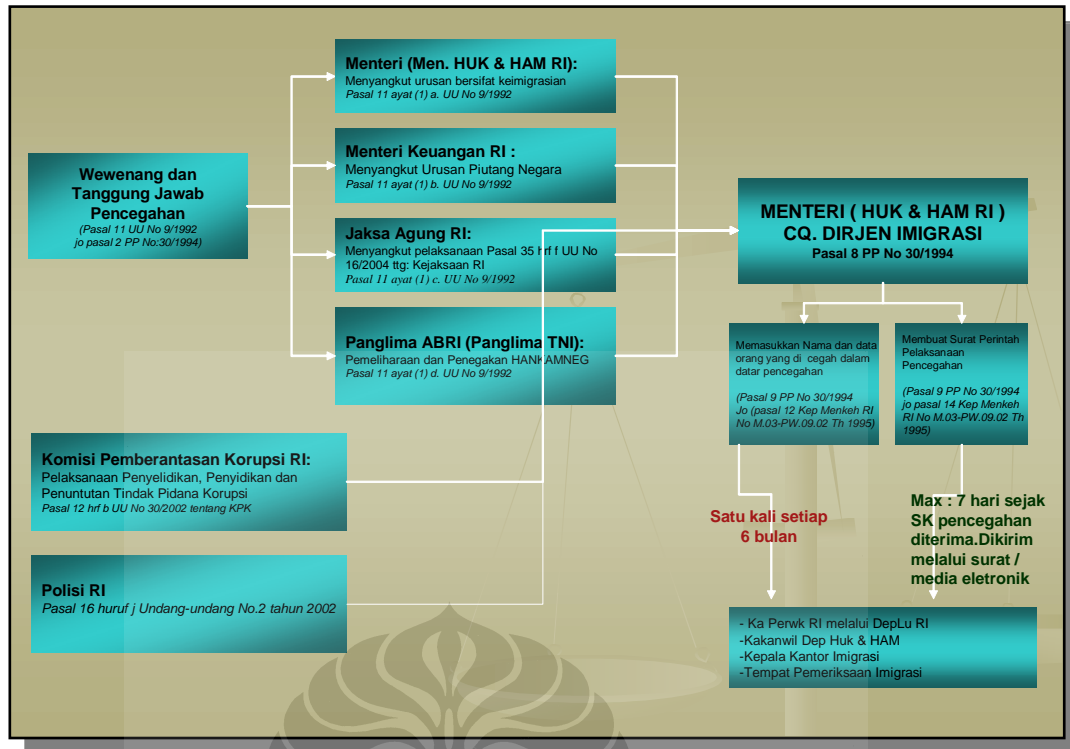 Wewenang dan
Tanggung Jawab
Pencegahan
(Pasal 11 UU No 9/1992
jo pasal 2 PP No:30/1994)
Menteri (Men. HUK & HAM RI):
Menyangkut urusan bersifat keimigrasian
Pasal 11 ayat (1) a. UU No 9/1992
Menteri Keuangan RI :
Menyangkut Urusan Piutang Negara
Pasal 11 ayat (1) b. UU No 9/1992
Jaksa Agung RI:
Menyangkut pelaksanaan Pasal 35 hrf f UU No
16/2004 ttg: Kejaksaan RI
Pasal 11 ayat (1) c. UU No 9/1992
Panglima ABRI (Panglima TNI):
Pemeliharaan dan Penegakan HANKAMNEG
Pasal 11 ayat (1) d. UU No 9/1992
Komisi Pemberantasan Korupsi RI:
Pelaksanaan Penyelidikan, Penyidikan dan
Penuntutan Tindak Pidana Korupsi
Pasal 12 hrf b UU No 30/2002 tentang KPK
Polisi RI
Pasal 16 huruf j Undang-undang No.2 tahun 2002
MENTERI ( HUK & HAM RI )
CQ. DIRJEN IMIGRASI
Pasal 8 PP No 30/1994
Memasukkan Nama dan data
orang yang di cegah dalam
datar pencegahan
(Pasal 9 PP No 30/1994
Jo (pasal 12 Kep Menkeh RI
No M.03-PW.09.02 Th 1995)
Membuat Surat Perintah
Pelaksanaan
Pencegahan
(Pasal 9 PP No 30/1994
jo pasal 14 Kep Menkeh
RI No M.03-PW.09.02 Th
1995)
Satu kali setiap
6 bulan
Max : 7 hari sejak
SK pencegahan
diterima.Dikirim
melalui surat /
media eletronik
- Ka Perwk RI melalui DepLu RI
-Kakanwil Dep Huk & HAM
-Kepala Kantor Imigrasi
-Tempat Pemeriksaan Imigrasi